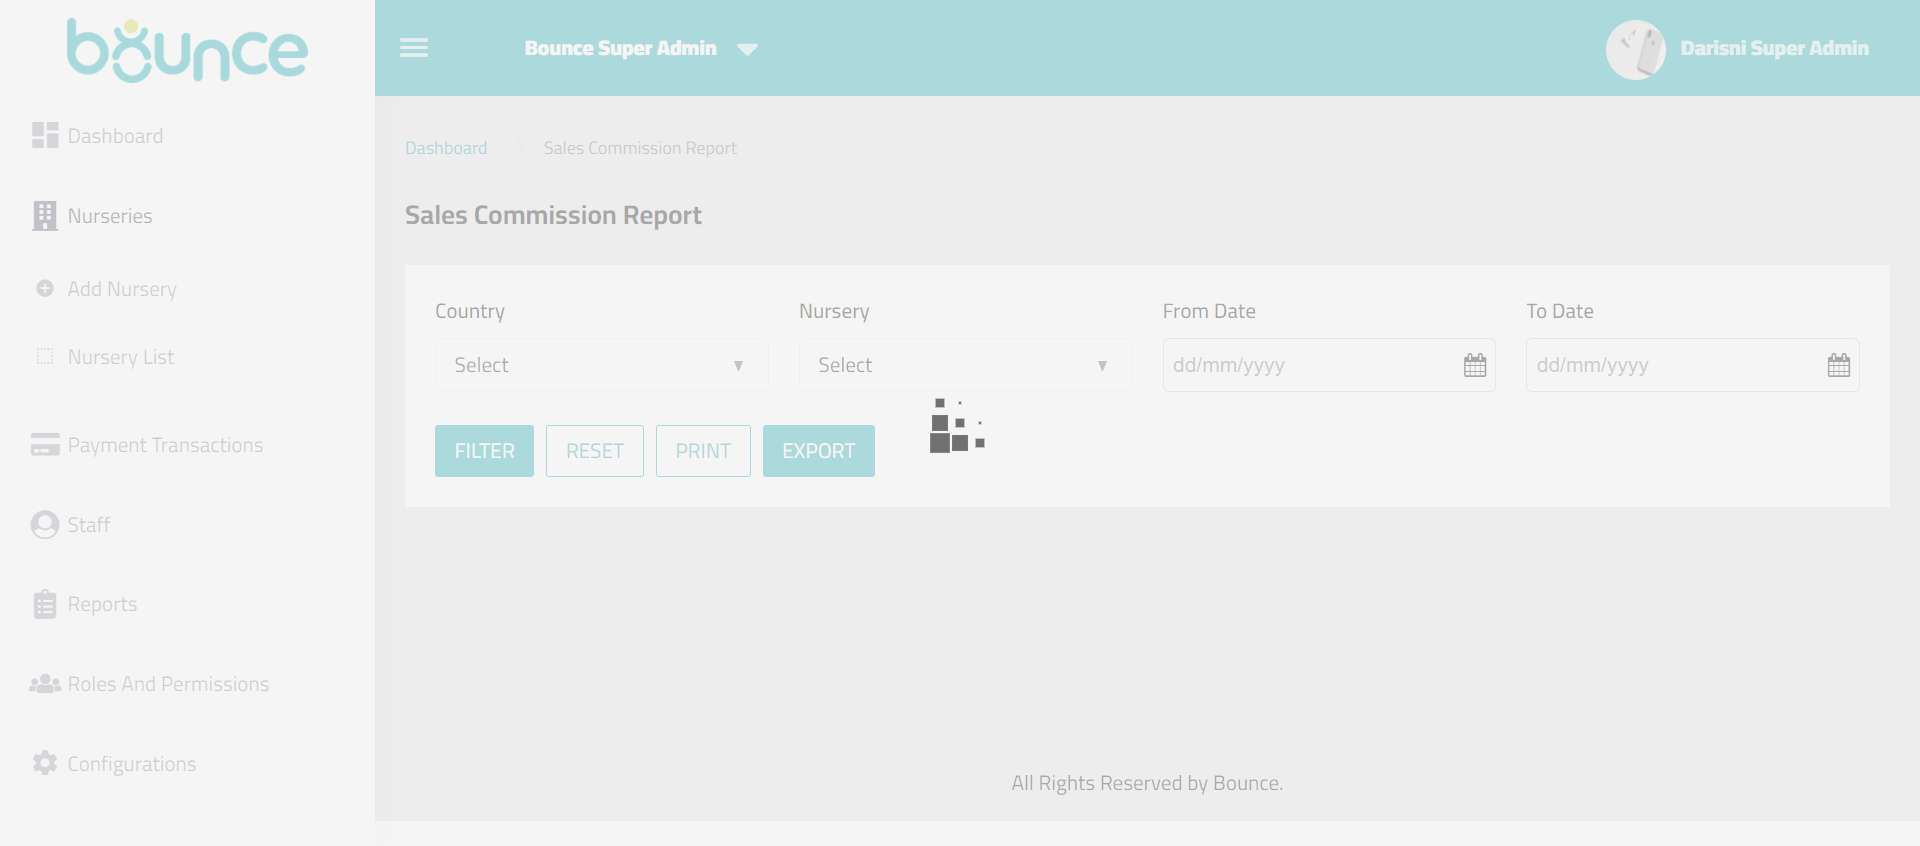 bounce
Bounce Super Admin
Darisni Super Admin
Dashboard
Nurseries
Add Nursery
Nursery List
Payment Transactions
Staff
Reports
Roles And Permissions
Configurations
Dashboard
Sales Commission Report
Sales Commission Report
Country
Nursery
From Date
To Date
Select
Select
dd/mm/yyyy
dd/mm/yyyy
FILTER
RESET
PRINT
EXPORT
All Rights Reserved by Bounce.